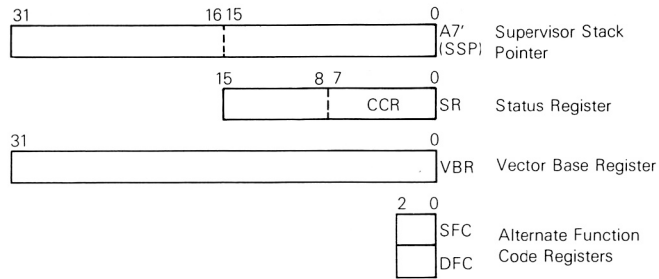 31 16 15 0
A7' Supervisor Stack
(SSP) Pointer
15 8 7 0
CCR SR Status Register
31 0
VBR Vector Base Register
2 0
SFC Alternate Function
DFC Code Registers